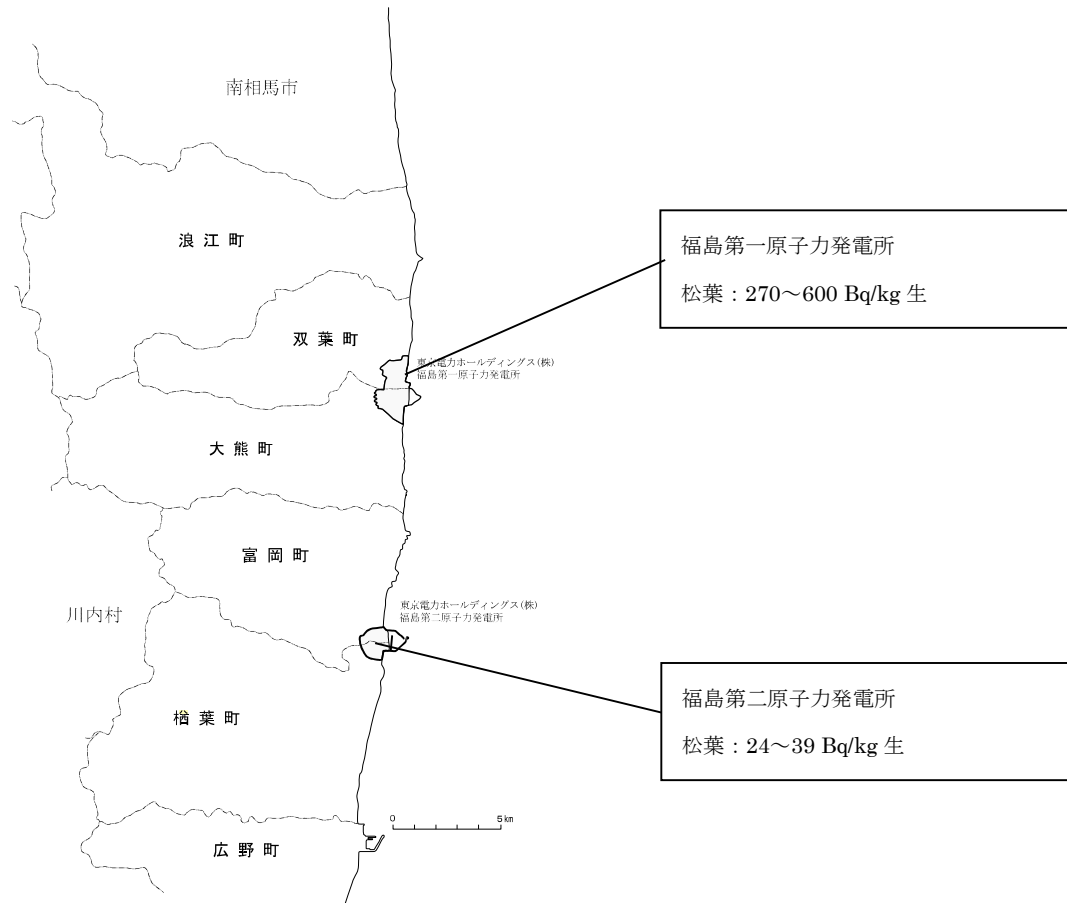 南相馬市
浪江町
福島第一原子力発電所
松葉：270～600 Bq/kg 生
双葉町
東京電力ホールディングス(株)
福島第一原子力発電所
大熊町
富岡町
川内村
東京電力ホールディングス(株)
福島第二原子力発電所
福島第二原子力発電所
松葉：24～39 Bq/kg 生
楢葉町
0 5km
広野町